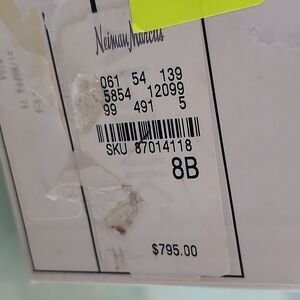 Neiman Marcus
061 54 139
5854 12099
99 491 5
SKU 87014118
8B
$795.00